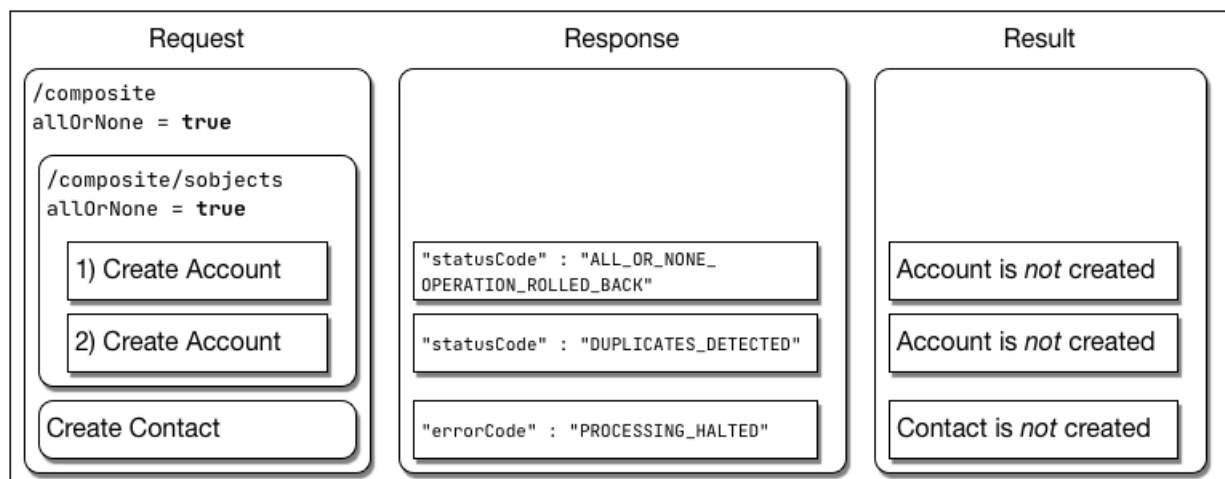 Request
Response
Result
/composite
allOrNone = true
/composite/sobjects
allOrNone = true
1) Create Account
"statusCode" : "ALL_OR_NONE_
OPERATION_ROLLED_BACK"
Account is not created
2) Create Account
"statusCode" : "DUPLICATES_DETECTED"
Account is not created
Create Contact
"errorCode" : "PROCESSING_HALTED"
Contact is not created